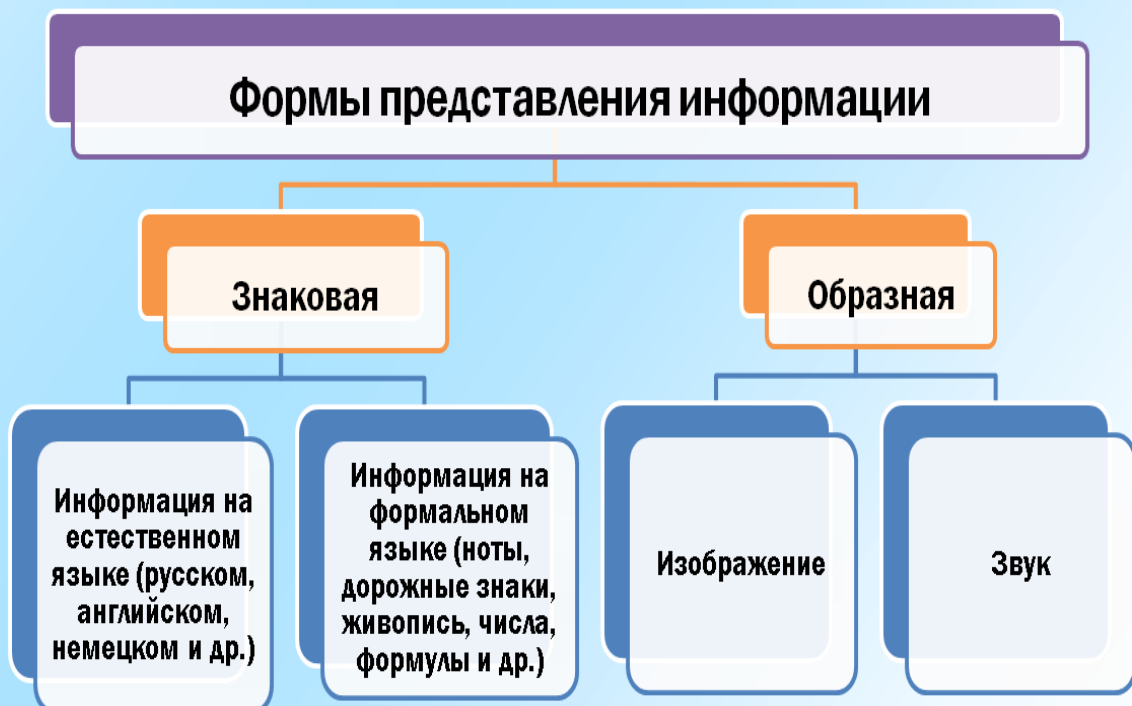 Формы представления информации
Знаковая
Образная
Информация на
естественном
языке (русском,
английском,
немецком и др.)
Информация на
формальном
языке (ноты,
дорожные знаки,
живопись, числа,
формулы и др.)
Изображение
Звук